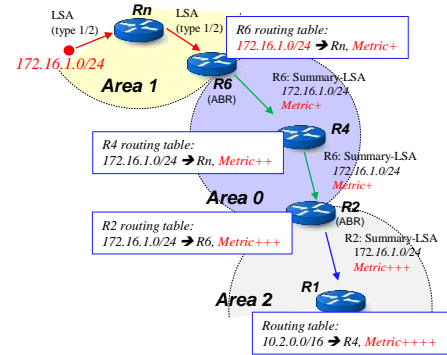 LSA
(type 1/2)
Rn
LSA
(type 1/2)
172.16.1.0/24
Area 1
R6
(ABR)
R6 routing table:
172.16.1.0/24 ➔ Rn, Metric+
R6: Summary-LSA
172.16.1.0/24
Metric+
R4
R4 routing table:
172.16.1.0/24 ➔ Rn, Metric++
R6: Summary-LSA
172.16.1.0/24
Metric+
Area 0
R2
(ABR)
R2 routing table:
172.16.1.0/24 ➔ R6, Metric+++
R2: Summary-LSA
172.16.1.0/24
Metric+++
R1
Area 2
Routing table:
10.2.0.0/16 ➔ R4, Metric++++